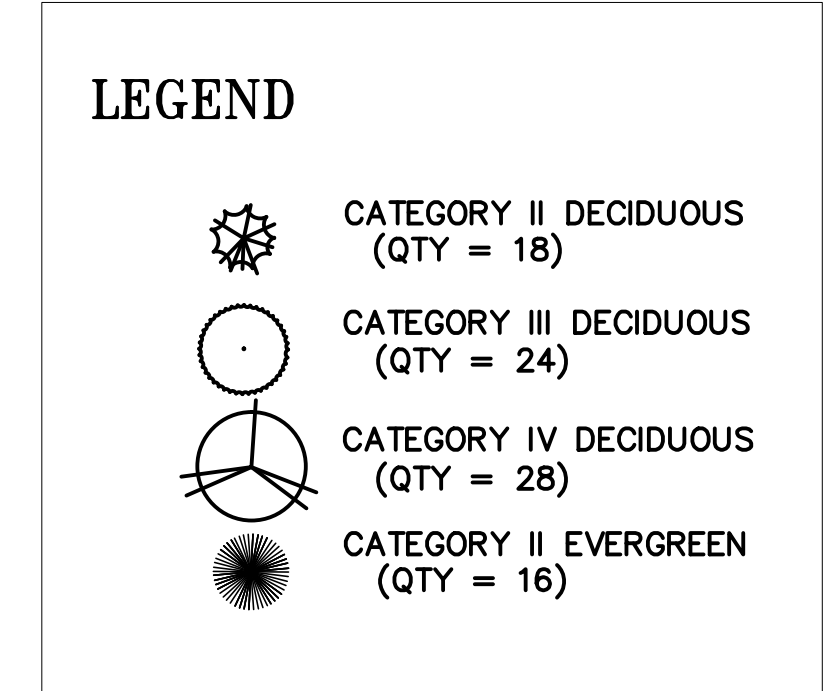 LEGEND
CATEGORY II DECIDUOUS
(QTY = 18)
CATEGORY III DECIDUOUS
(QTY = 24)
CATEGORY IV DECIDUOUS
(QTY = 28)
CATEGORY II EVERGREEN
(QTY = 16)